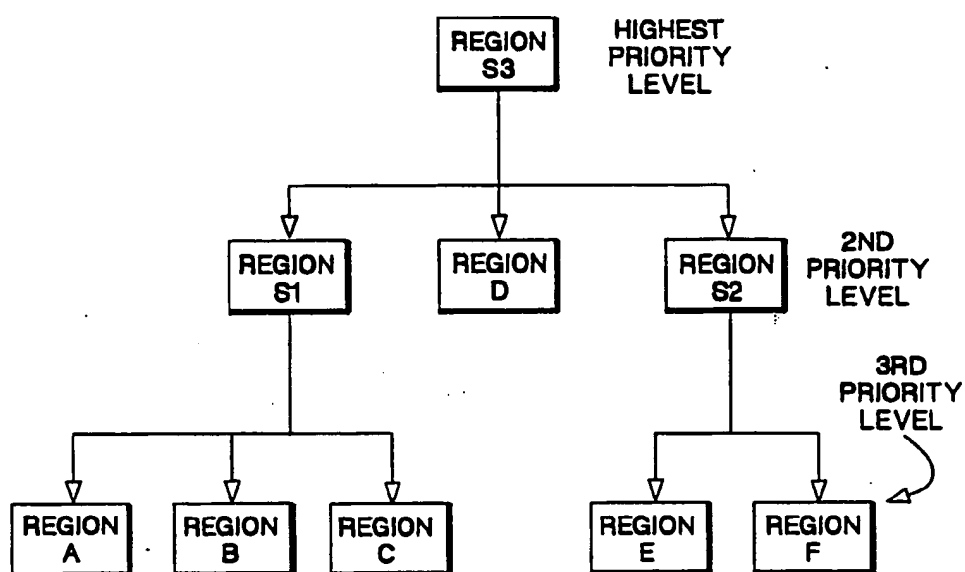 REGION
S3
HIGHEST
PRIORITY
LEVEL
REGION
S1
REGION
D
REGION
S2
2ND
PRIORITY
LEVEL
3RD
PRIORITY
LEVEL
REGION
A
REGION
B
REGION
C
REGION
E
REGION
F